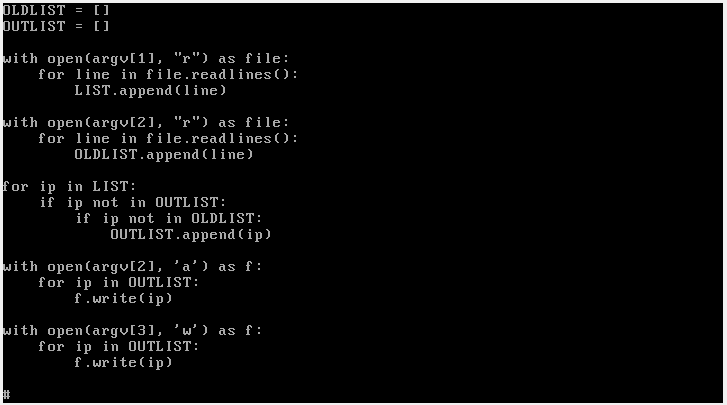 OLDLIST = []
OUTLIST = []

with open(argv[1], "r") as file:
    for line in file.readlines():
        LIST.append(line)

with open(argv[2], "r") as file:
    for line in file.readlines():
        OLDLIST.append(line)

for ip in LIST:
    if ip not in OUTLIST:
        if ip not in OLDLIST:
            OUTLIST.append(ip)

with open(argv[2], 'a') as f:
    for ip in OUTLIST:
        f.write(ip)

with open(argv[3], 'w') as f:
    for ip in OUTLIST:
        f.write(ip)

#